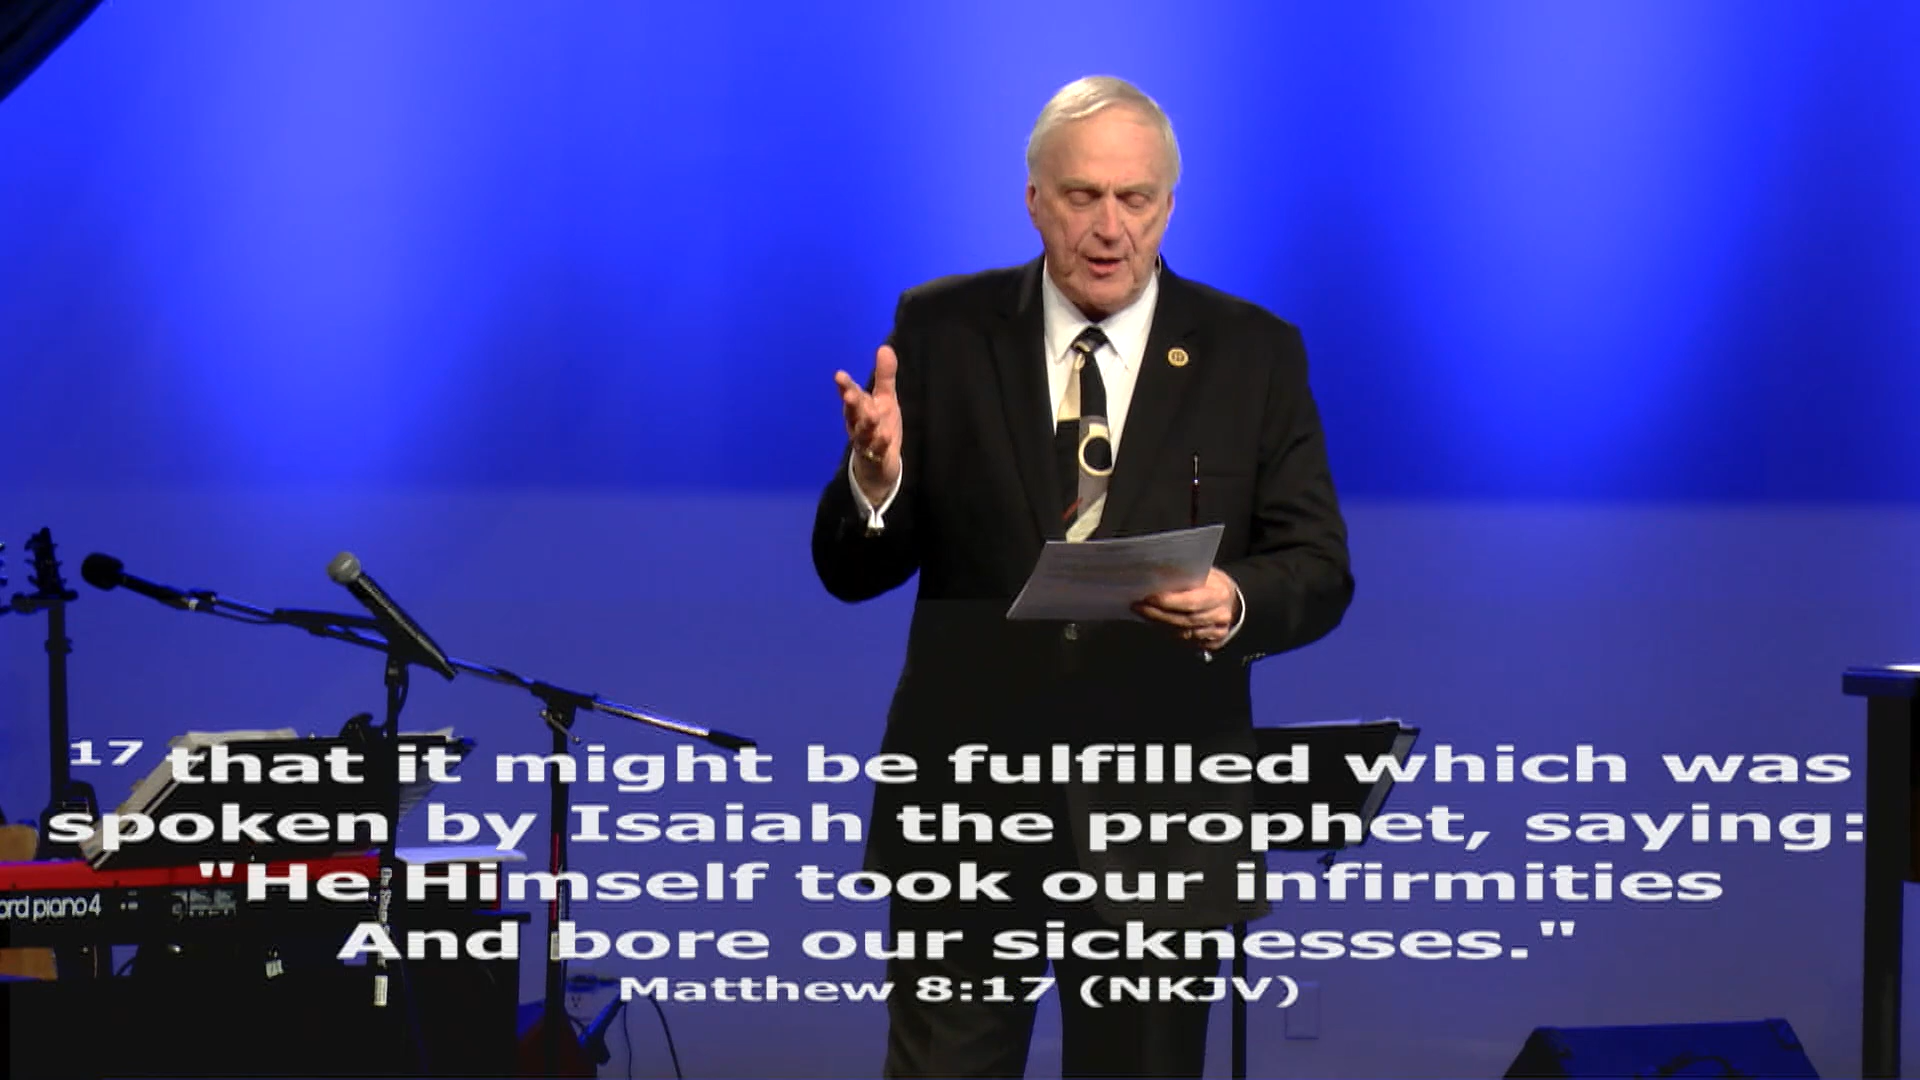 17 that it might be fulfilled which was
spoken by Isaiah the prophet, saying:
"He Himself took our infirmities
And bore our sicknesses."
Matthew 8:17 (NKJV)
ord piano 4